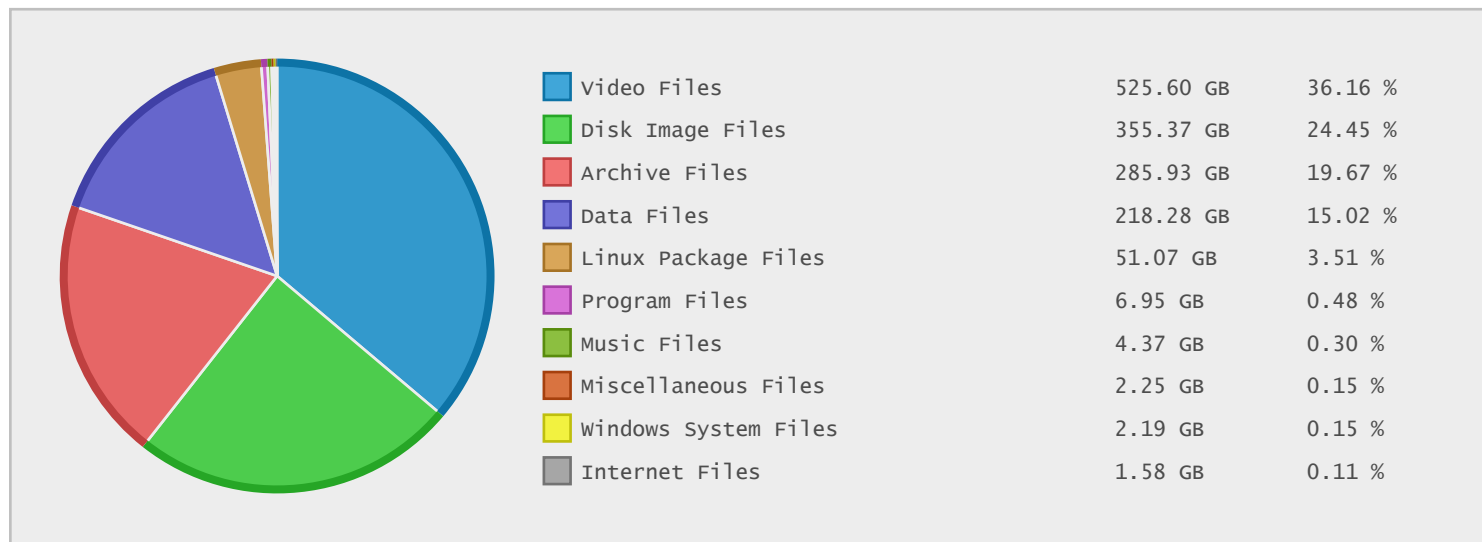 Video Files 525.60 GB 36.16 %
Disk Image Files 355.37 GB 24.45 %
Archive Files 285.93 GB 19.67 %
Data Files 218.28 GB 15.02 %
Linux Package Files 51.07 GB 3.51 %
Program Files 6.95 GB 0.48 %
Music Files 4.37 GB 0.30 %
Miscellaneous Files 2.25 GB 0.15 %
Windows System Files 2.19 GB 0.15 %
Internet Files 1.58 GB 0.11 %